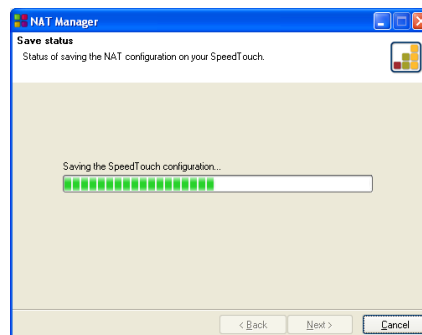 NAT Manager
Save status
Status of saving the NAT configuration on your SpeedTouch.
Saving the SpeedTouch configuration...
< Back Next > Cancel